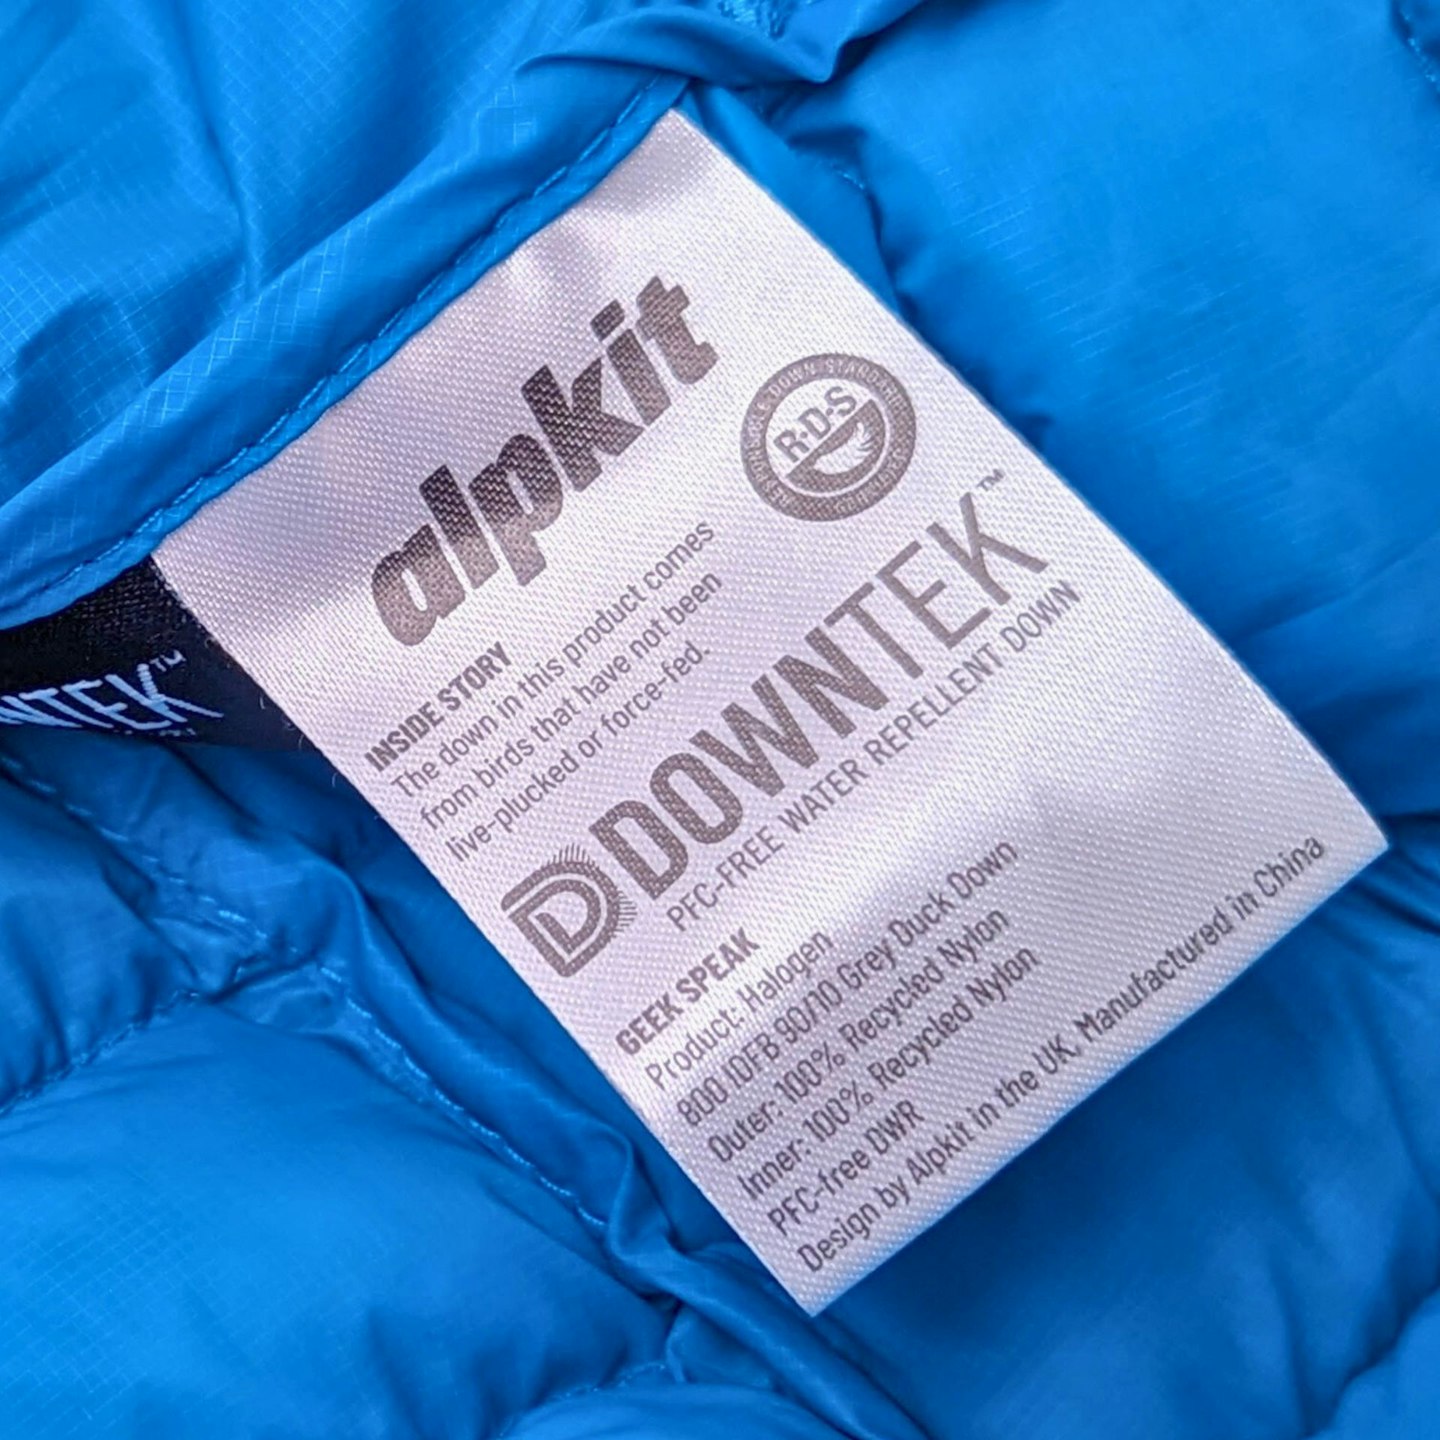 alpkit
R·D·S
INSIDE STORY
The down in this product comes
from birds that have not been
live-plucked or force-fed.
DOWNTEK™
PFC-FREE WATER REPELLENT DOWN
GEEK SPEAK
Product: Halogen
800 IDFB 90/10 Grey Duck Down
Outer: 100% Recycled Nylon
Inner: 100% Recycled Nylon
PFC-free DWR
Design by Alpkit in the UK, Manufactured in China
NTEK™